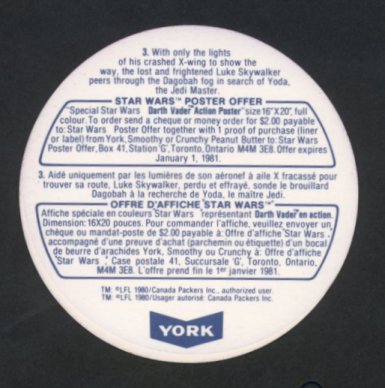 3. With only the lights
of his crashed X-wing to show the
way, the lost and frightened Luke Skywalker
peers through the Dagobah fog in search of Yoda,
the Jedi Master.
STAR WARS™ POSTER OFFER
Special Star Wars Darth Vader Action Poster size 16"X20", full
colour. To order send a cheque or money order for $2.00 payable
to: Star Wars Poster Offer together with 1 proof of purchase (liner
or label) from York, Smoothy or Crunchy Peanut Butter to: Star Wars
Poster Offer, Box 41, Station 'G', Toronto, Ontario M4M 3E8. Offer expires
January 1, 1981.
3. Aidé uniquement par les lumières de son aéronef à aile X fracassé pour
trouver sa route, Luke Skywalker, perdu et effrayé, sonde le brouillard
Dagobah à la recherche de Yoda, le maître Jedi.
OFFRE D'AFFICHE STAR WARS™
Affiche spéciale en couleurs Star Wars représentant Darth Vader en action.
Dimension: 16X20 pouces. Pour commander l'affiche, veuillez envoyer un
chèque ou mandat-poste de $2.00 payable à: Offre d'affiche Star Wars,
accompagné d'une preuve d'achat (parchemin ou étiquette) d'un bocal
de beurre d'arachides York, Smoothy ou Crunchy à: Offre d'affiche
Star Wars, Case postale 41, Succursale 'G', Toronto, Ontario,
M4M 3E8. L'offre prend fin le 1er janvier 1981.
TM: ©LFL 1980/Canada Packers Inc., authorized user.
TM: ©LFL 1980/Usager autorisé: Canada Packers Inc.
YORK